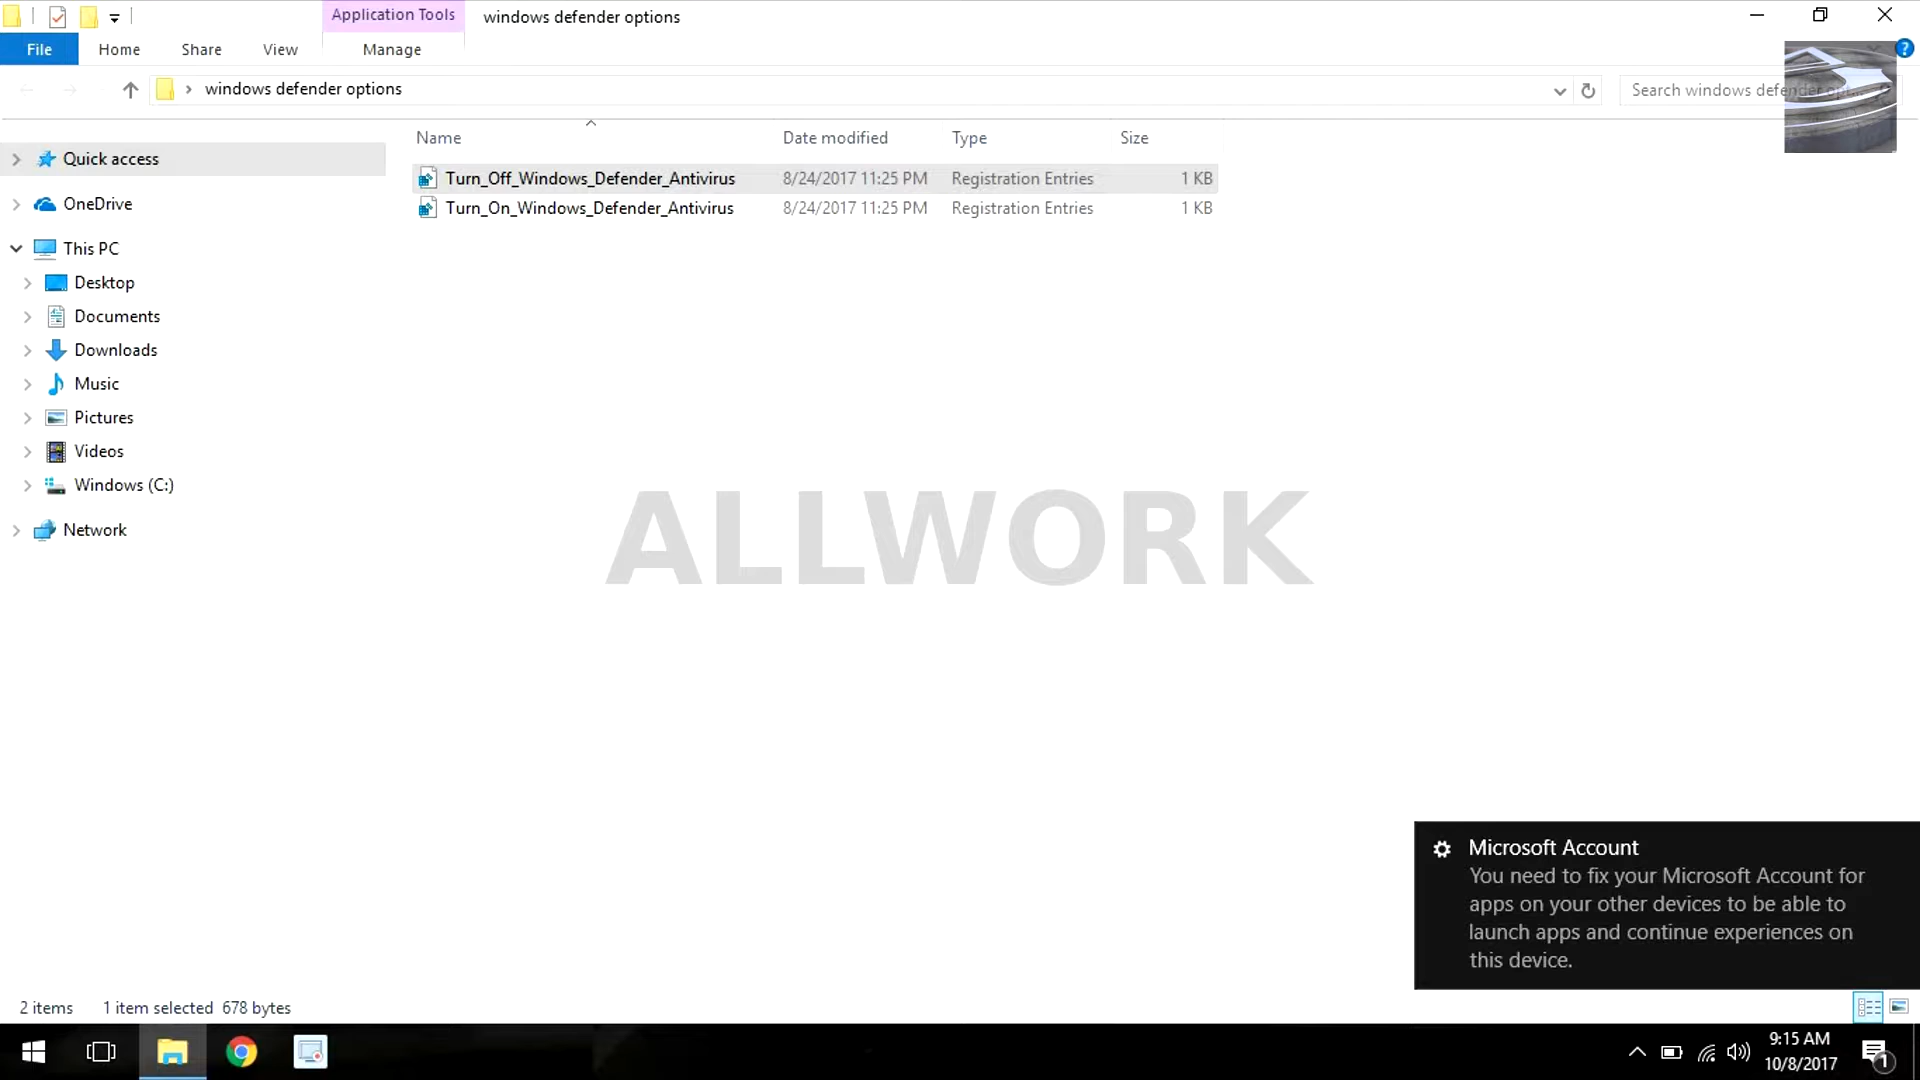 Application Tools
windows defender options
File Home Share View Manage
windows defender options
Search windows defender opt...
Name Date modified Type Size
Quick access
Turn_Off_Windows_Defender_Antivirus 8/24/2017 11:25 PM Registration Entries 1 KB
OneDrive
Turn_On_Windows_Defender_Antivirus 8/24/2017 11:25 PM Registration Entries 1 KB
This PC
Desktop
Documents
Downloads
Music
Pictures
Videos
Windows (C:)
Network
ALLWORK
Microsoft Account
You need to fix your Microsoft Account for
apps on your other devices to be able to
launch apps and continue experiences on
this device.
2 items 1 item selected 678 bytes
9:15 AM
10/8/2017
1